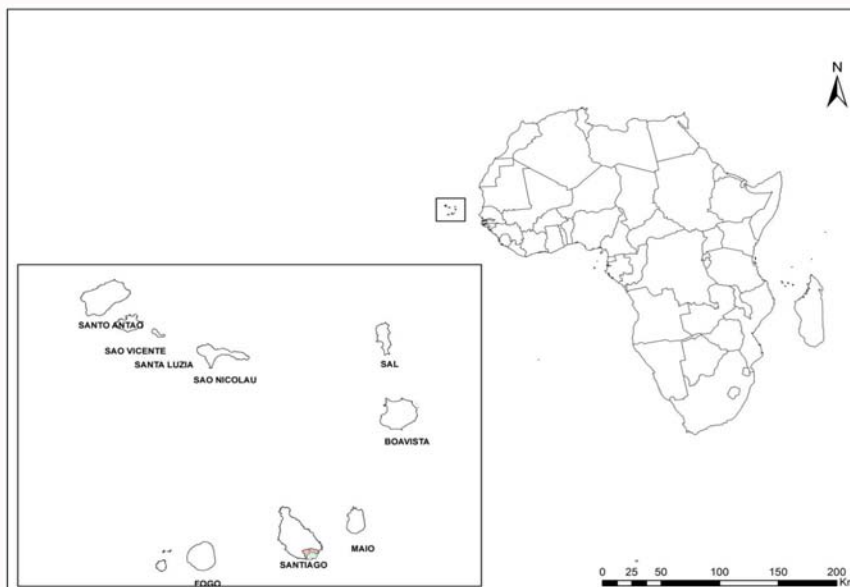 N
SANTO ANTAO
SAO VICENTE
SANTA LUZIA
SAO NICOLAU
SAL
BOAVISTA
MAIO
SANTIAGO
FOGO
0 25 50 100 150 200